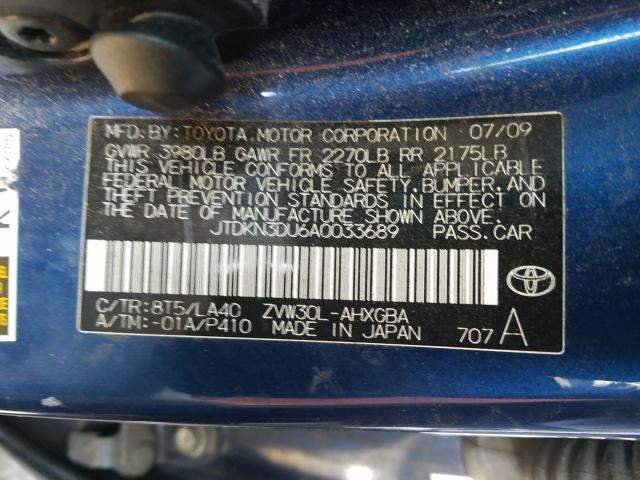 MFD. BY: TOYOTA MOTOR CORPORATION 07/09
GVWR 3980LB GAWR FR 2270LB RR 2175LB
THIS VEHICLE CONFORMS TO ALL APPLICABLE
FEDERAL MOTOR VEHICLE SAFETY, BUMPER, AND
THEFT PREVENTION STANDARDS IN EFFECT ON
THE DATE OF MANUFACTURE SHOWN ABOVE.
JTDKN3DU6A0033689 PASS. CAR
C/TR: 8T5/LA40 ZVW30L-AHXGBA
A/TM: -01A/P410 MADE IN JAPAN 707 A